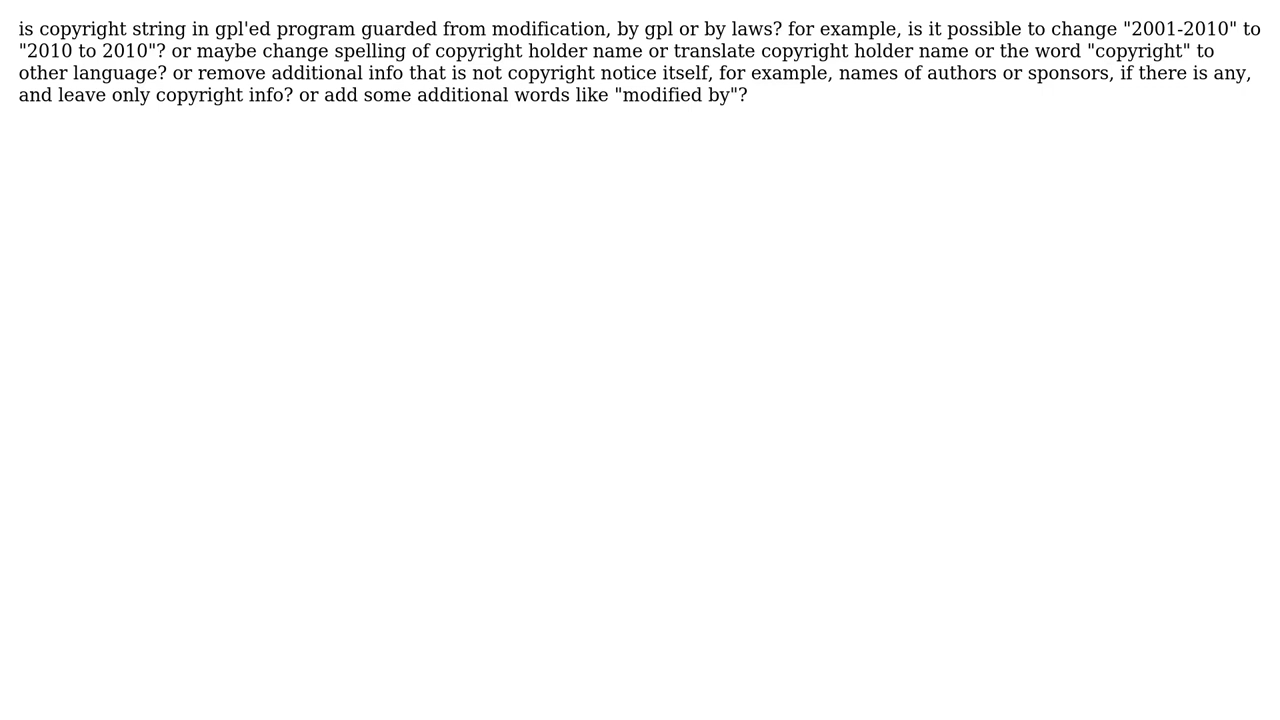 is copyright string in gpl'ed program guarded from modification, by gpl or by laws? for example, is it possible to change "2001-2010" to
"2010 to 2010"? or maybe change spelling of copyright holder name or translate copyright holder name or the word "copyright" to
other language? or remove additional info that is not copyright notice itself, for example, names of authors or sponsors, if there is any,
and leave only copyright info? or add some additional words like "modified by"?